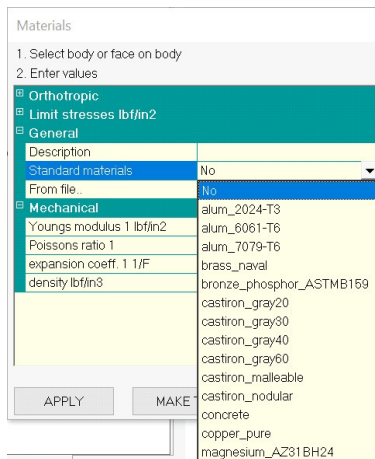 Materials
1. Select body or face on body
2. Enter values
Orthotropic
Limit stresses lbf/in2
General
Description
Standard materials No
From file..
Mechanical
Youngs modulus 1 lbf/in2
Poissons ratio 1
expansion coeff. 1 1/F
density lbf/in3
No
alum_2024-T3
alum_6061-T6
alum_7079-T6
brass_naval
bronze_phosphor_ASTMB159
castiron_gray20
castiron_gray30
castiron_gray40
castiron_gray60
castiron_malleable
castiron_nodular
concrete
copper_pure
magnesium_AZ31BH24
APPLY MAKE